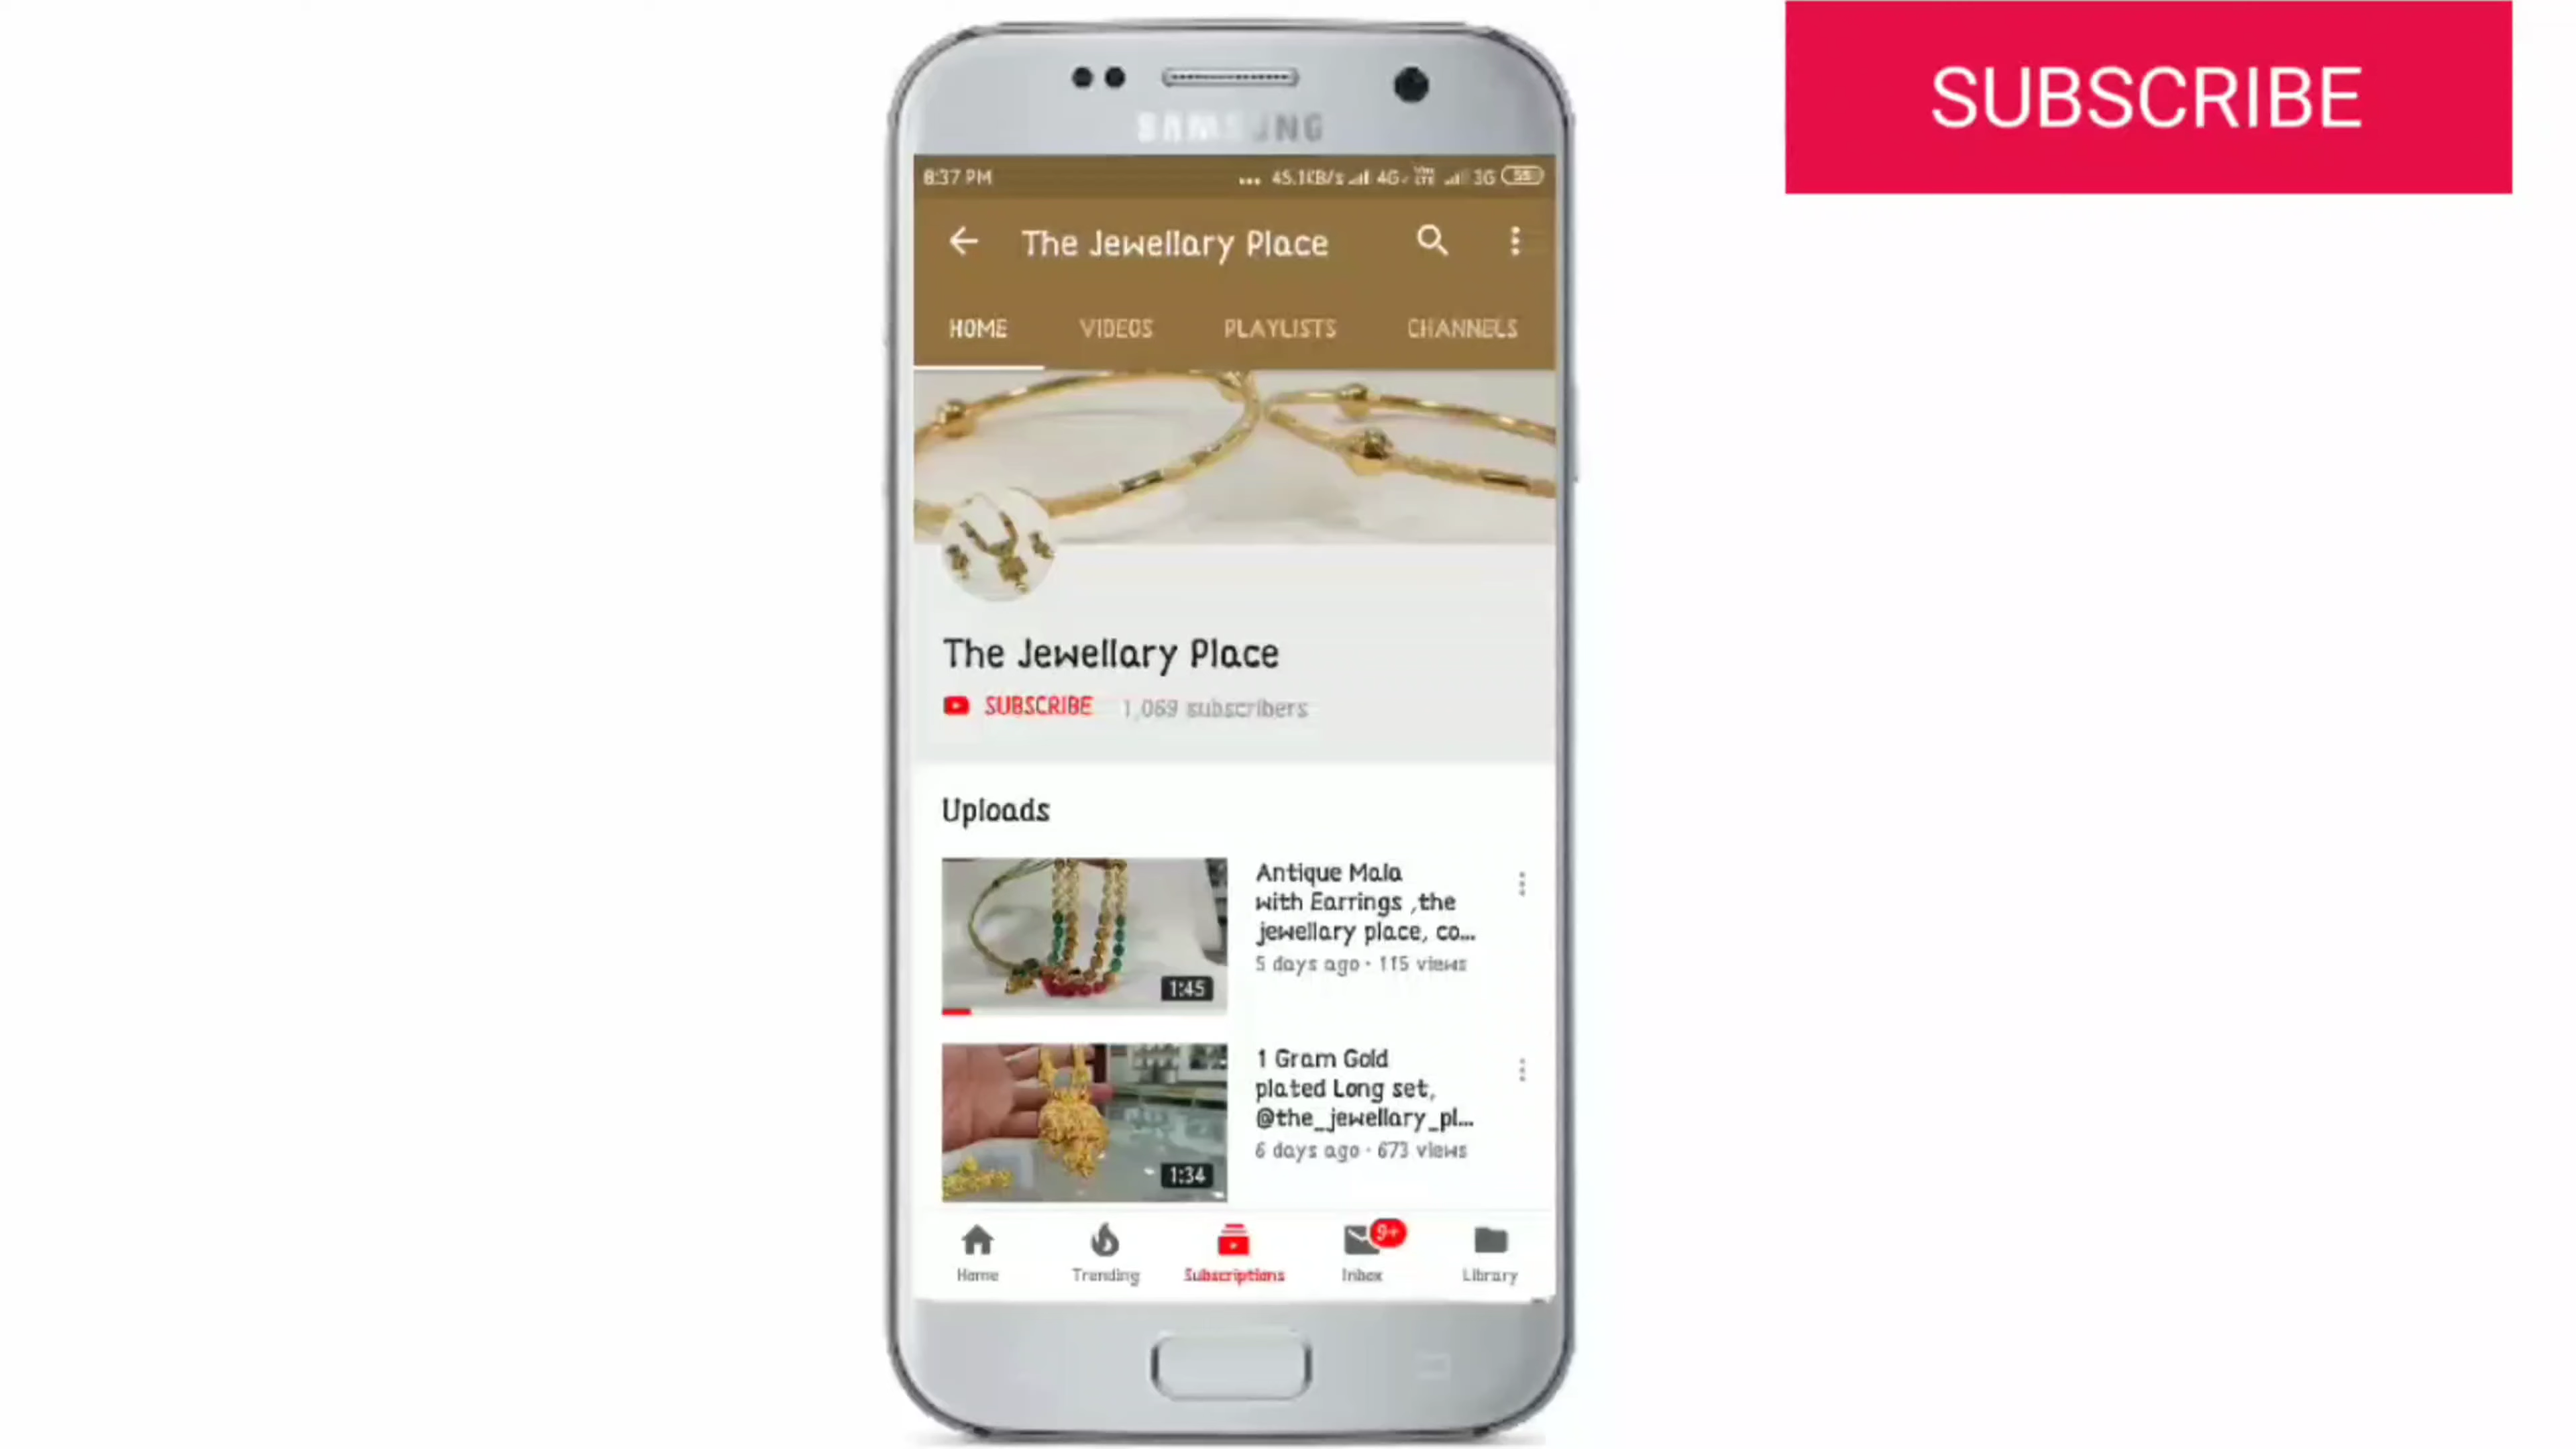 SUBSCRIBE
SAMSUNG
8:37 PM
... 45.1KB/s 4G VoLTE 3G 55
The Jewellary Place
HOME VIDEOS PLAYLISTS CHANNELS
The Jewellary Place
SUBSCRIBE 1,069 subscribers
Uploads
Antique Mala
with Earrings ,the
jewellary place, co...
5 days ago · 115 views
1:45
1 Gram Gold
plated Long set,
@the_jewellary_pl...
6 days ago · 673 views
1:34
9+
Home Trending Subscriptions Inbox Library